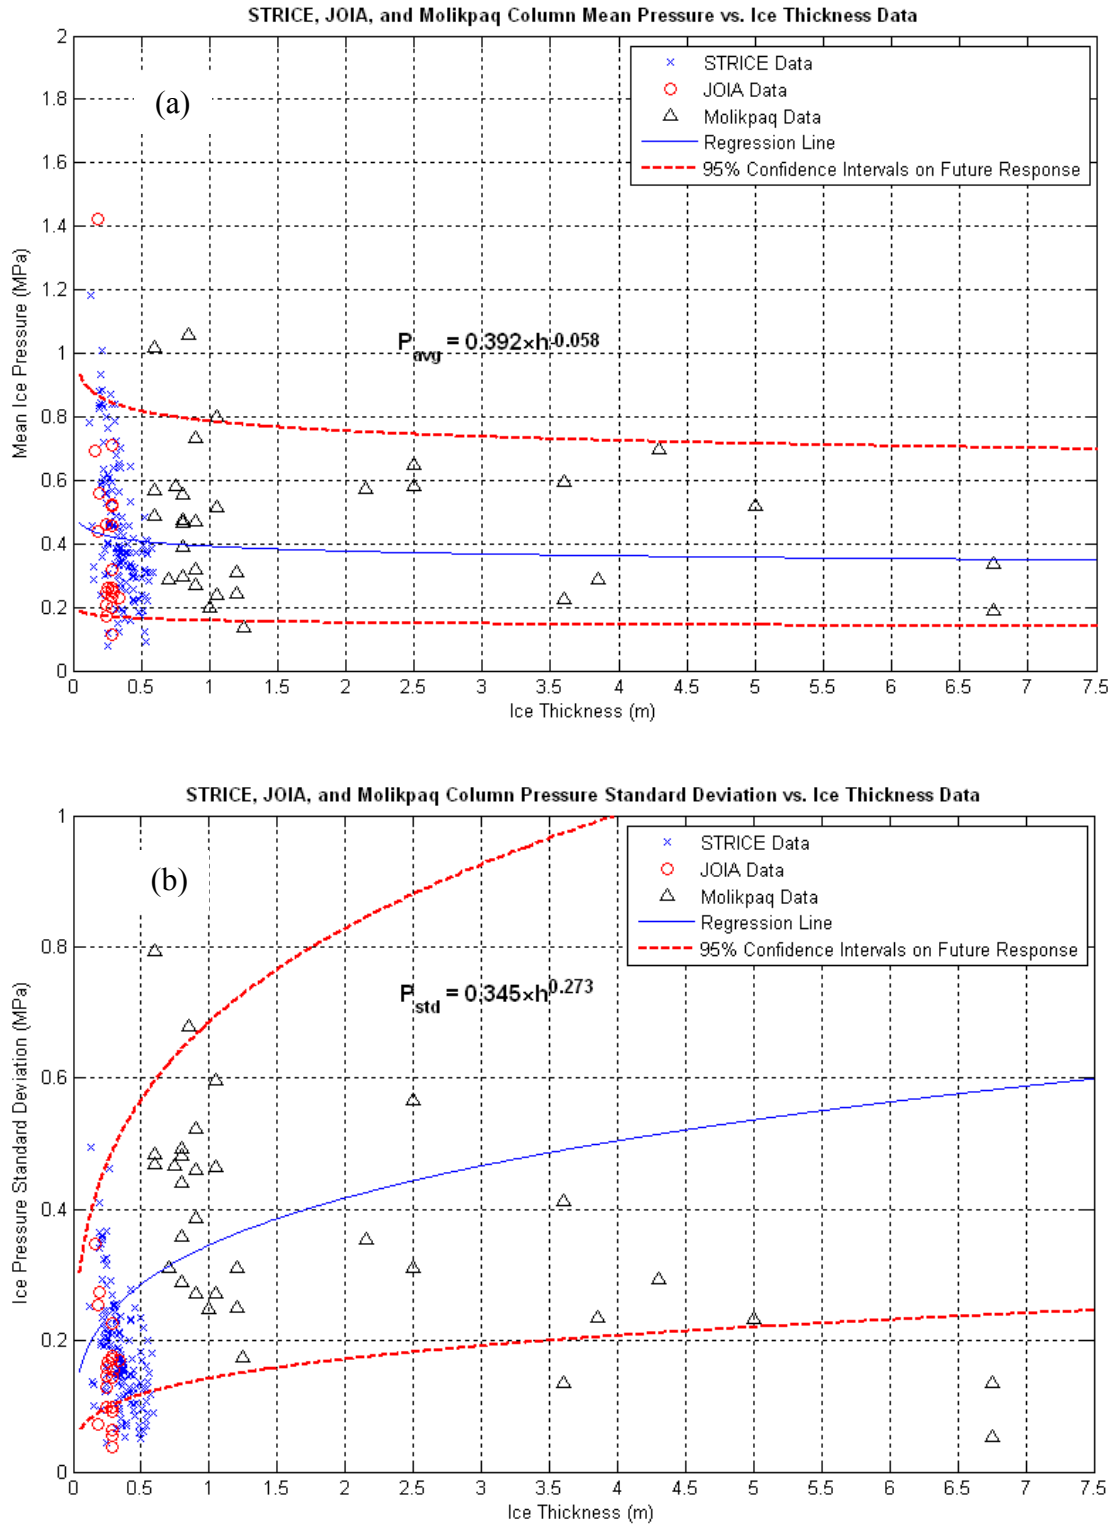 STRICE, JOIA, and Molikpaq Column Mean Pressure vs. Ice Thickness Data
(a)
STRICE Data
JOIA Data
Molikpaq Data
Regression Line
95% Confidence Intervals on Future Response
P_avg = 0.392×h^-0.058
Mean Ice Pressure (MPa)
2
1.8
1.6
1.4
1.2
1
0.8
0.6
0.4
0.2
0
0 0.5 1 1.5 2 2.5 3 3.5 4 4.5 5 5.5 6 6.5 7 7.5
Ice Thickness (m)
STRICE, JOIA, and Molikpaq Column Pressure Standard Deviation vs. Ice Thickness Data
(b)
STRICE Data
JOIA Data
Molikpaq Data
Regression Line
95% Confidence Intervals on Future Response
P_std = 0.345×h^0.273
Ice Pressure Standard Deviation (MPa)
1
0.8
0.6
0.4
0.2
0
0 0.5 1 1.5 2 2.5 3 3.5 4 4.5 5 5.5 6 6.5 7 7.5
Ice Thickness (m)